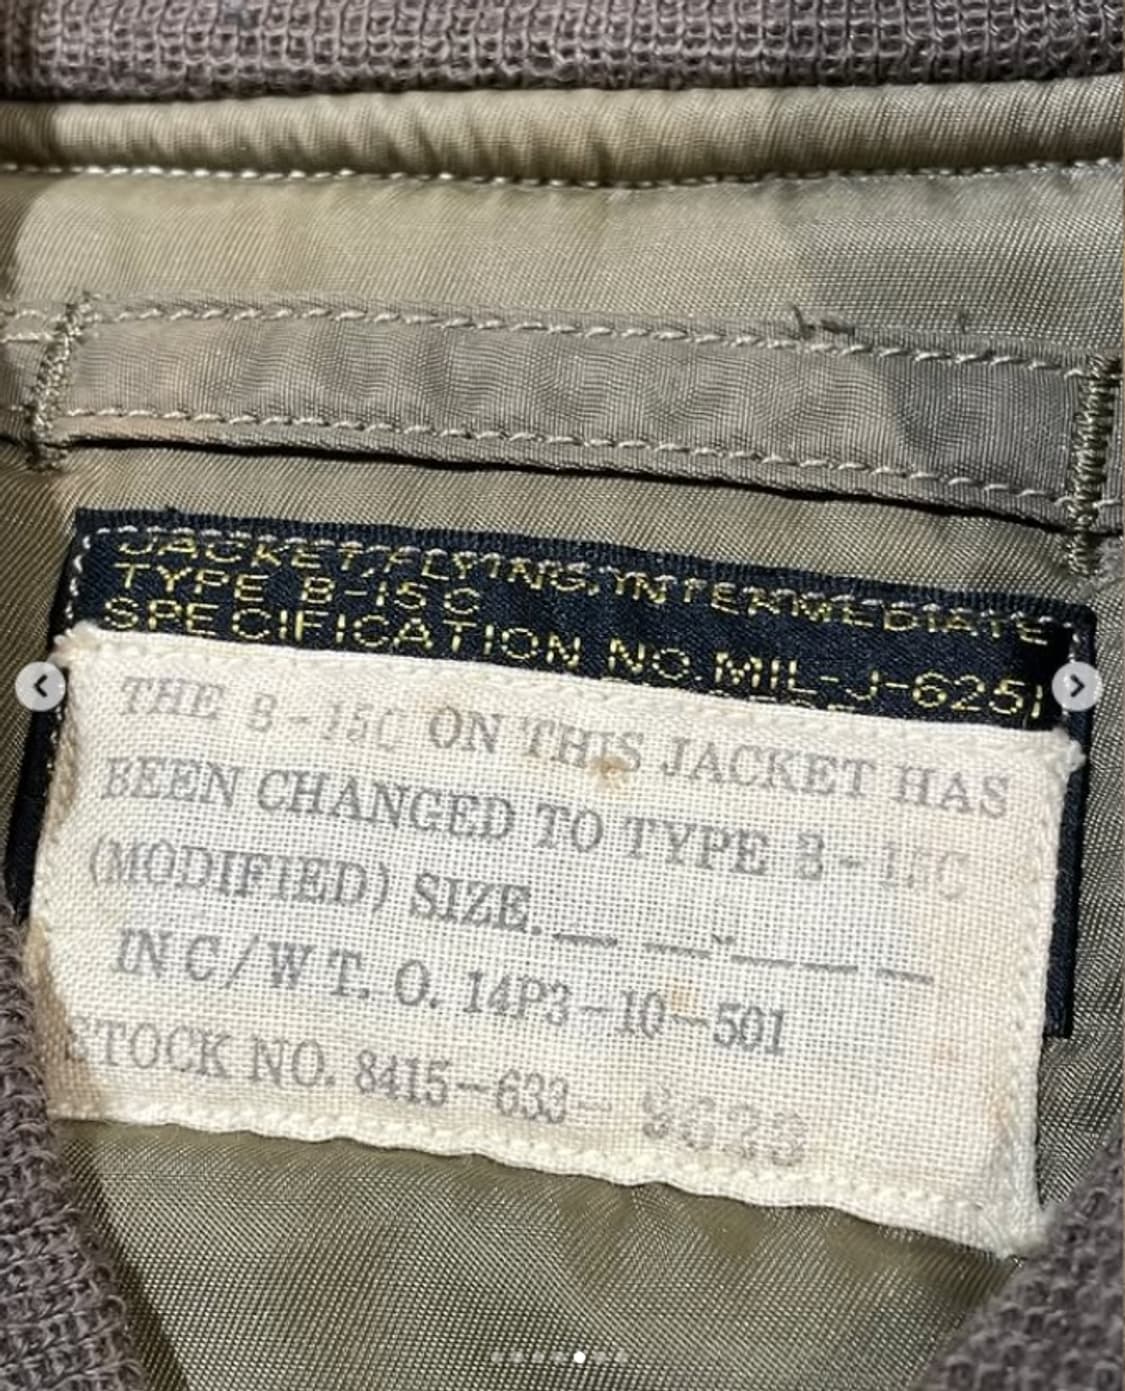 JACKET, FLYING, INTERMEDIATE
TYPE B-15C
SPECIFICATION NO. MIL-J-6251
THE B-15C ON THIS JACKET HAS
BEEN CHANGED TO TYPE B-15C
(MODIFIED) SIZE.
IN C/W T. O. 14P3-10-501
STOCK NO. 8415-633-